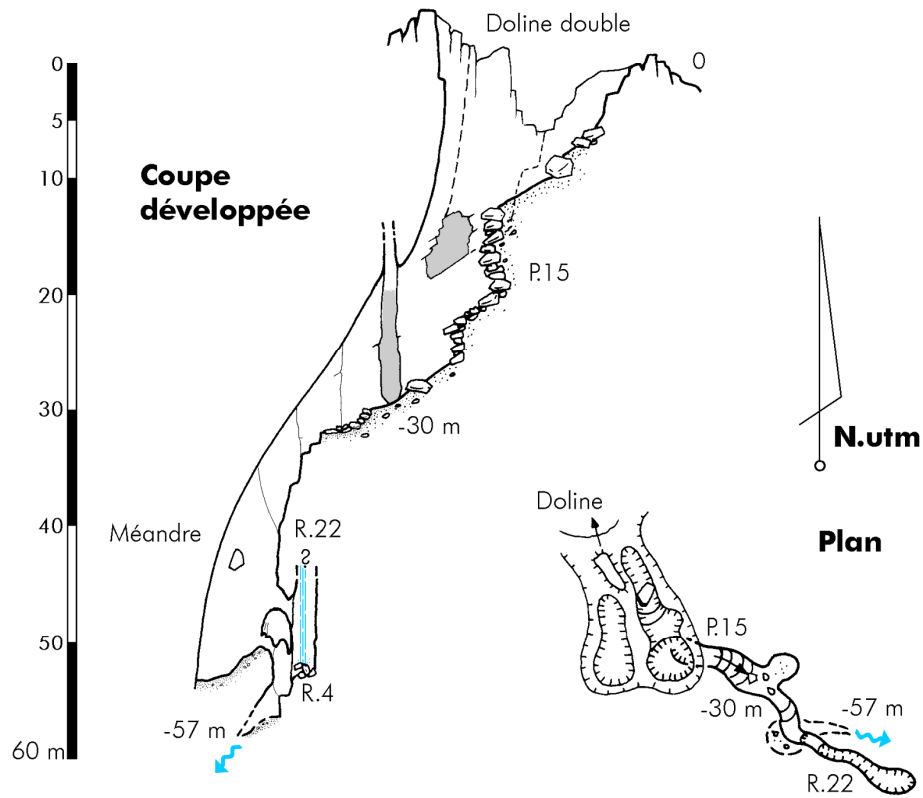 Doline double
0
0
5
10
20
30
40
50
60 m
Coupe
développée
P.15
-30 m
N.utm
Méandre
R.22
?
R.4
-57 m
Plan
Doline
P.15
-30 m
-57 m
R.22